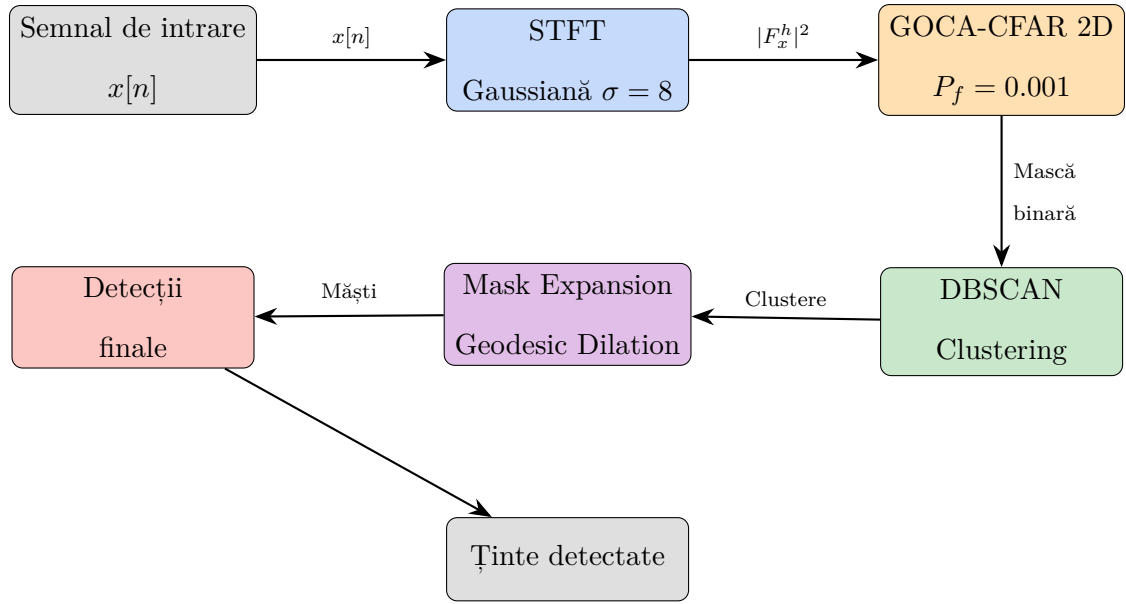 Semnal de intrare
x[n]
x[n]
STFT
Gaussiană σ = 8
|F_x^h|²
GOCA-CFAR 2D
P_f = 0.001
Mască
binară
DBSCAN
Clustering
Clustere
Mask Expansion
Geodesic Dilation
Măști
Detecții
finale
Ținte detectate